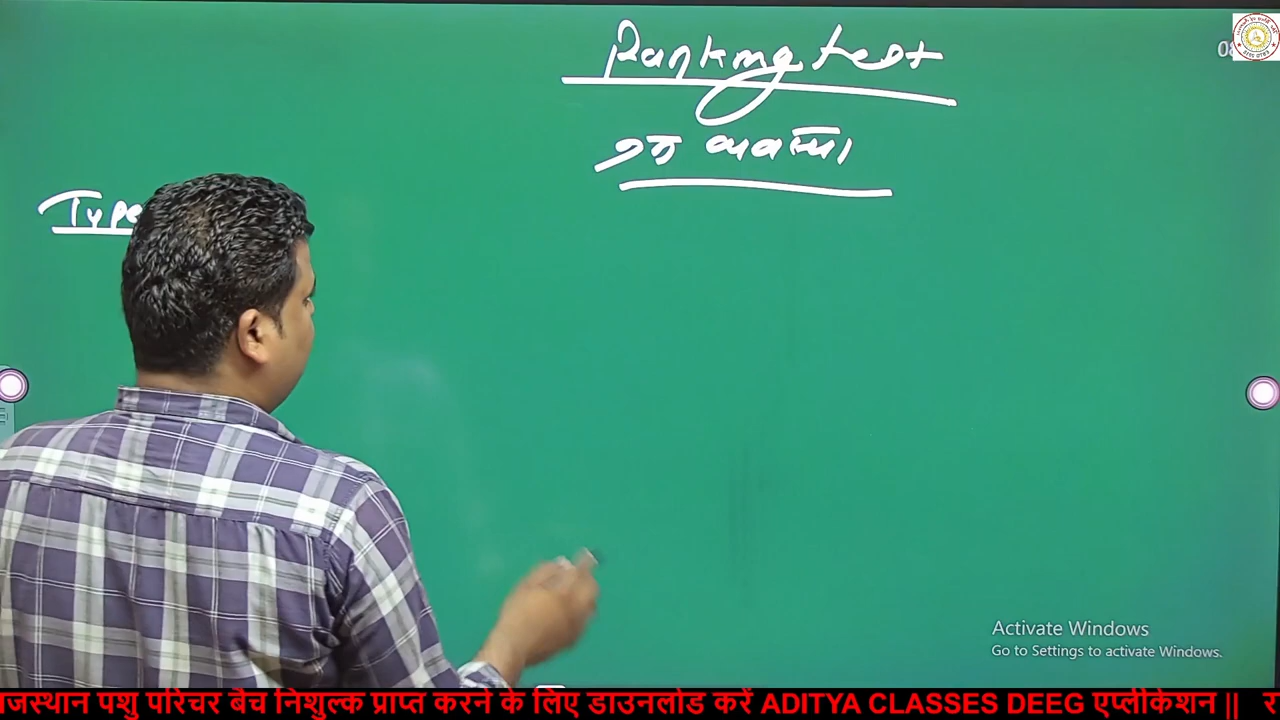 Ranking test
क्रम व्यवस्था
Type
Activate Windows
Go to Settings to activate Windows.
जस्थान पशु परिचर बैच निशुल्क प्राप्त करने के लिए डाउनलोड करें ADITYA CLASSES DEEG एप्लीकेशन ||